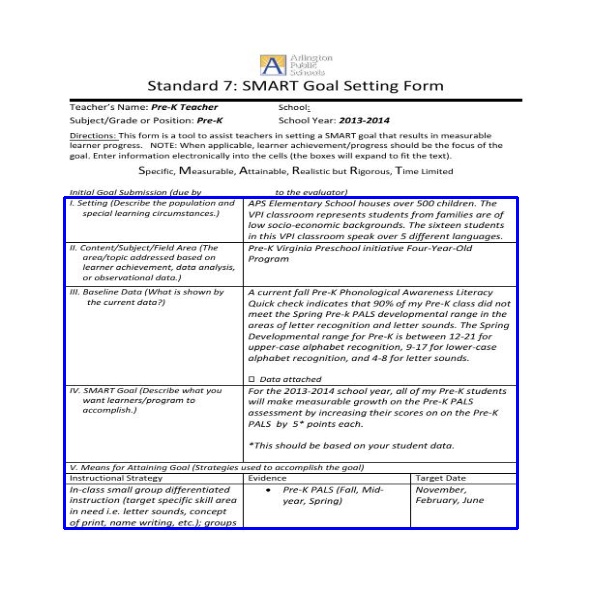 Arlington
Public
Schools
Standard 7: SMART Goal Setting Form
Teacher's Name: Pre-K Teacher School:
Subject/Grade or Position: Pre-K School Year: 2013-2014
Directions: This form is a tool to assist teachers in setting a SMART goal that results in measurable
learner progress. NOTE: When applicable, learner achievement/progress should be the focus of the
goal. Enter information electronically into the cells (the boxes will expand to fit the text).
Specific, Measurable, Attainable, Realistic but Rigorous, Time Limited
Initial Goal Submission (due by to the evaluator)
I. Setting (Describe the population and
special learning circumstances.)
APS Elementary School houses over 500 children. The
VPI classroom represents students from families are of
low socio-economic backgrounds. The sixteen students
in this VPI classroom speak over 5 different languages.
II. Content/Subject/Field Area (The
area/topic addressed based on
learner achievement, data analysis,
or observational data.)
Pre-K Virginia Preschool initiative Four-Year-Old
Program
III. Baseline Data (What is shown by
the current data?)
A current fall Pre-K Phonological Awareness Literacy
Quick check indicates that 90% of my Pre-K class did not
meet the Spring Pre-k PALS developmental range in the
areas of letter recognition and letter sounds. The Spring
Developmental range for Pre-K is between 12-21 for
upper-case alphabet recognition, 9-17 for lower-case
alphabet recognition, and 4-8 for letter sounds.
☐ Data attached
IV. SMART Goal (Describe what you
want learners/program to
accomplish.)
For the 2013-2014 school year, all of my Pre-K students
will make measurable growth on the Pre-K PALS
assessment by increasing their scores on on the Pre-K
PALS by 5* points each.
*This should be based on your student data.
V. Means for Attaining Goal (Strategies used to accomplish the goal)
Instructional Strategy Evidence Target Date
In-class small group differentiated
instruction (target specific skill area
in need i.e. letter sounds, concept
of print, name writing, etc.); groups
• Pre-K PALS (Fall, Mid-
year, Spring)
November,
February, June